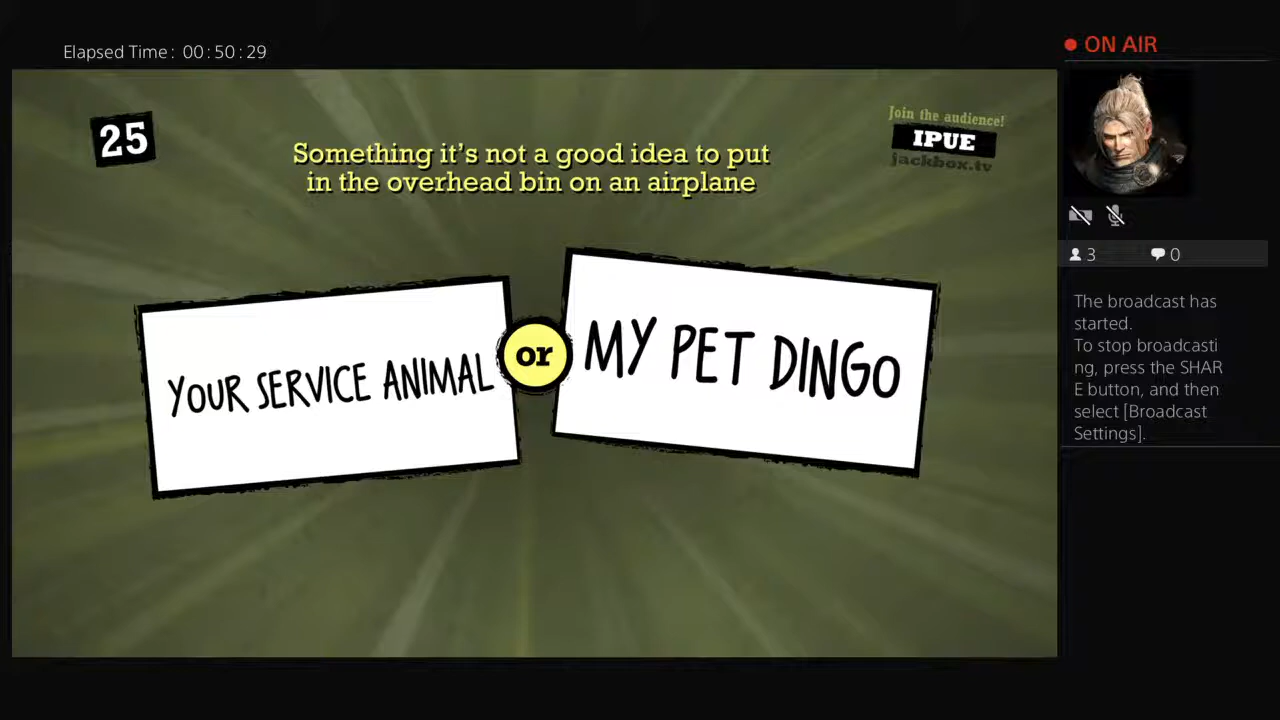 Elapsed Time: 00:50:29
ON AIR
25
Join the audience!
IPUE
jackbox.tv
Something it's not a good idea to put
in the overhead bin on an airplane
YOUR SERVICE ANIMAL
or
MY PET DINGO
3
0
The broadcast has
started.
To stop broadcasti
ng, press the SHAR
E button, and then
select [Broadcast
Settings].